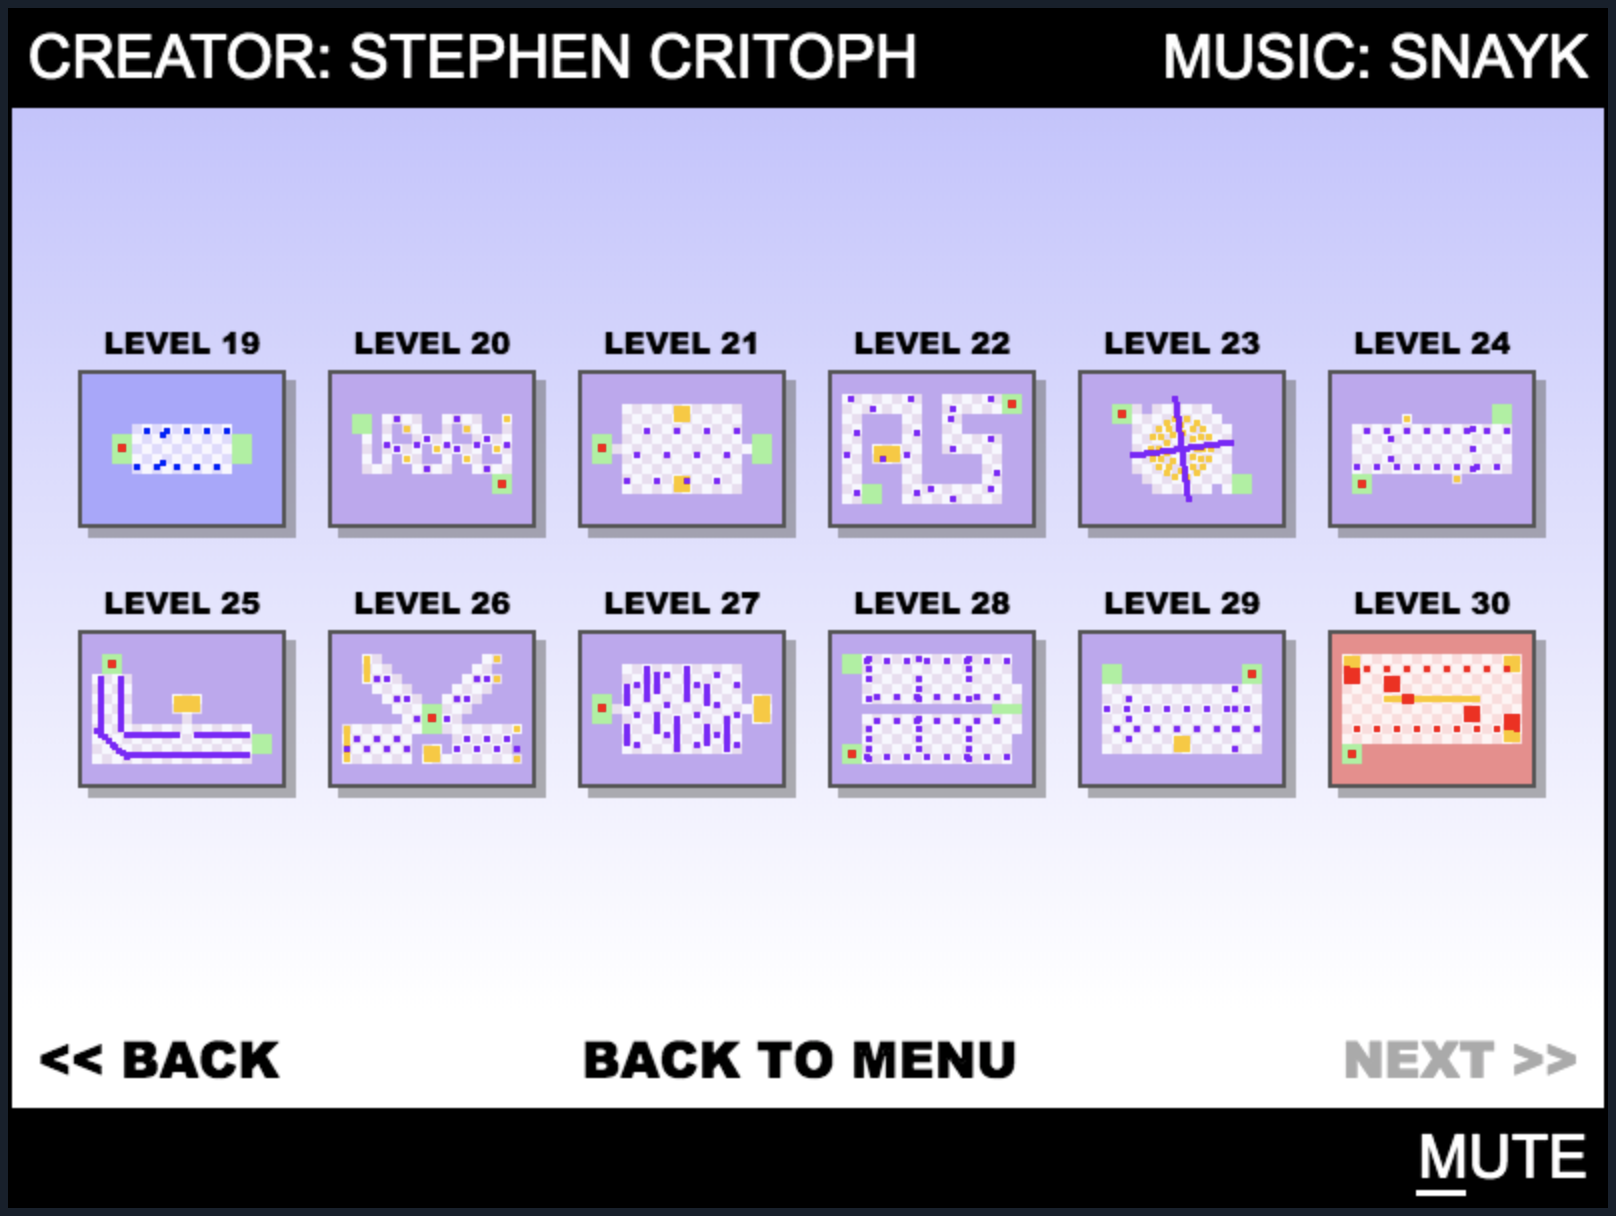 CREATOR: STEPHEN CRITOPH
MUSIC: SNAYK
LEVEL 19
LEVEL 20
LEVEL 21
LEVEL 22
LEVEL 23
LEVEL 24
LEVEL 25
LEVEL 26
LEVEL 27
LEVEL 28
LEVEL 29
LEVEL 30
<< BACK
BACK TO MENU
NEXT >>
MUTE